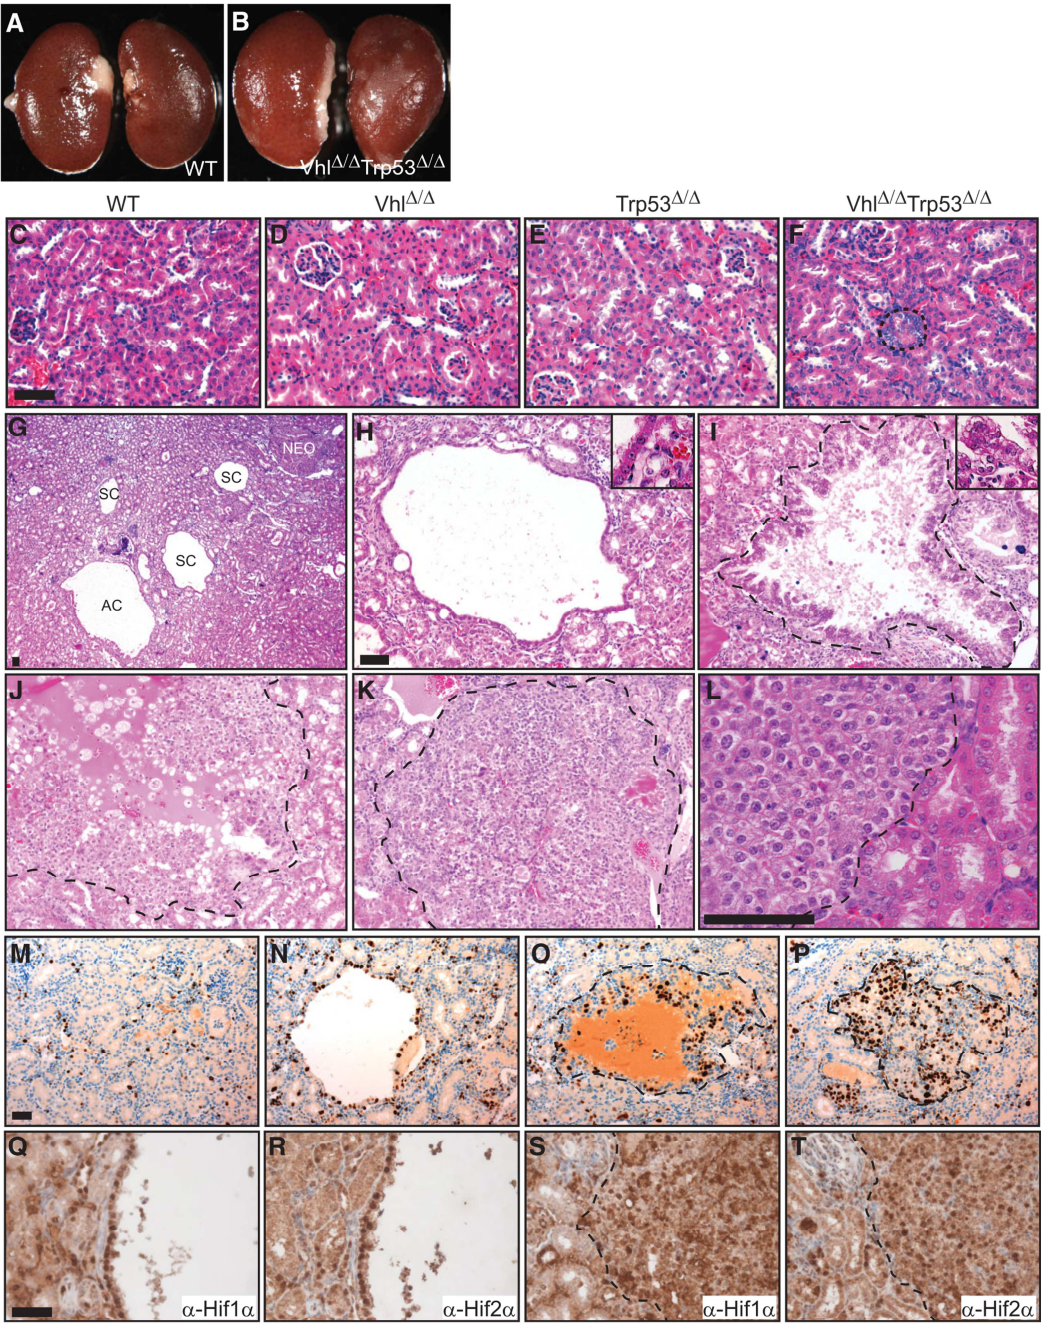 A B
WT Vhl^Δ/ΔTrp53^Δ/Δ
WT Vhl^Δ/Δ Trp53^Δ/Δ Vhl^Δ/ΔTrp53^Δ/Δ
C D E F
G H I
NEO
SC
SC
SC
AC
J K L
M N O P
Q R S T
α-Hif1α α-Hif2α α-Hif1α α-Hif2α